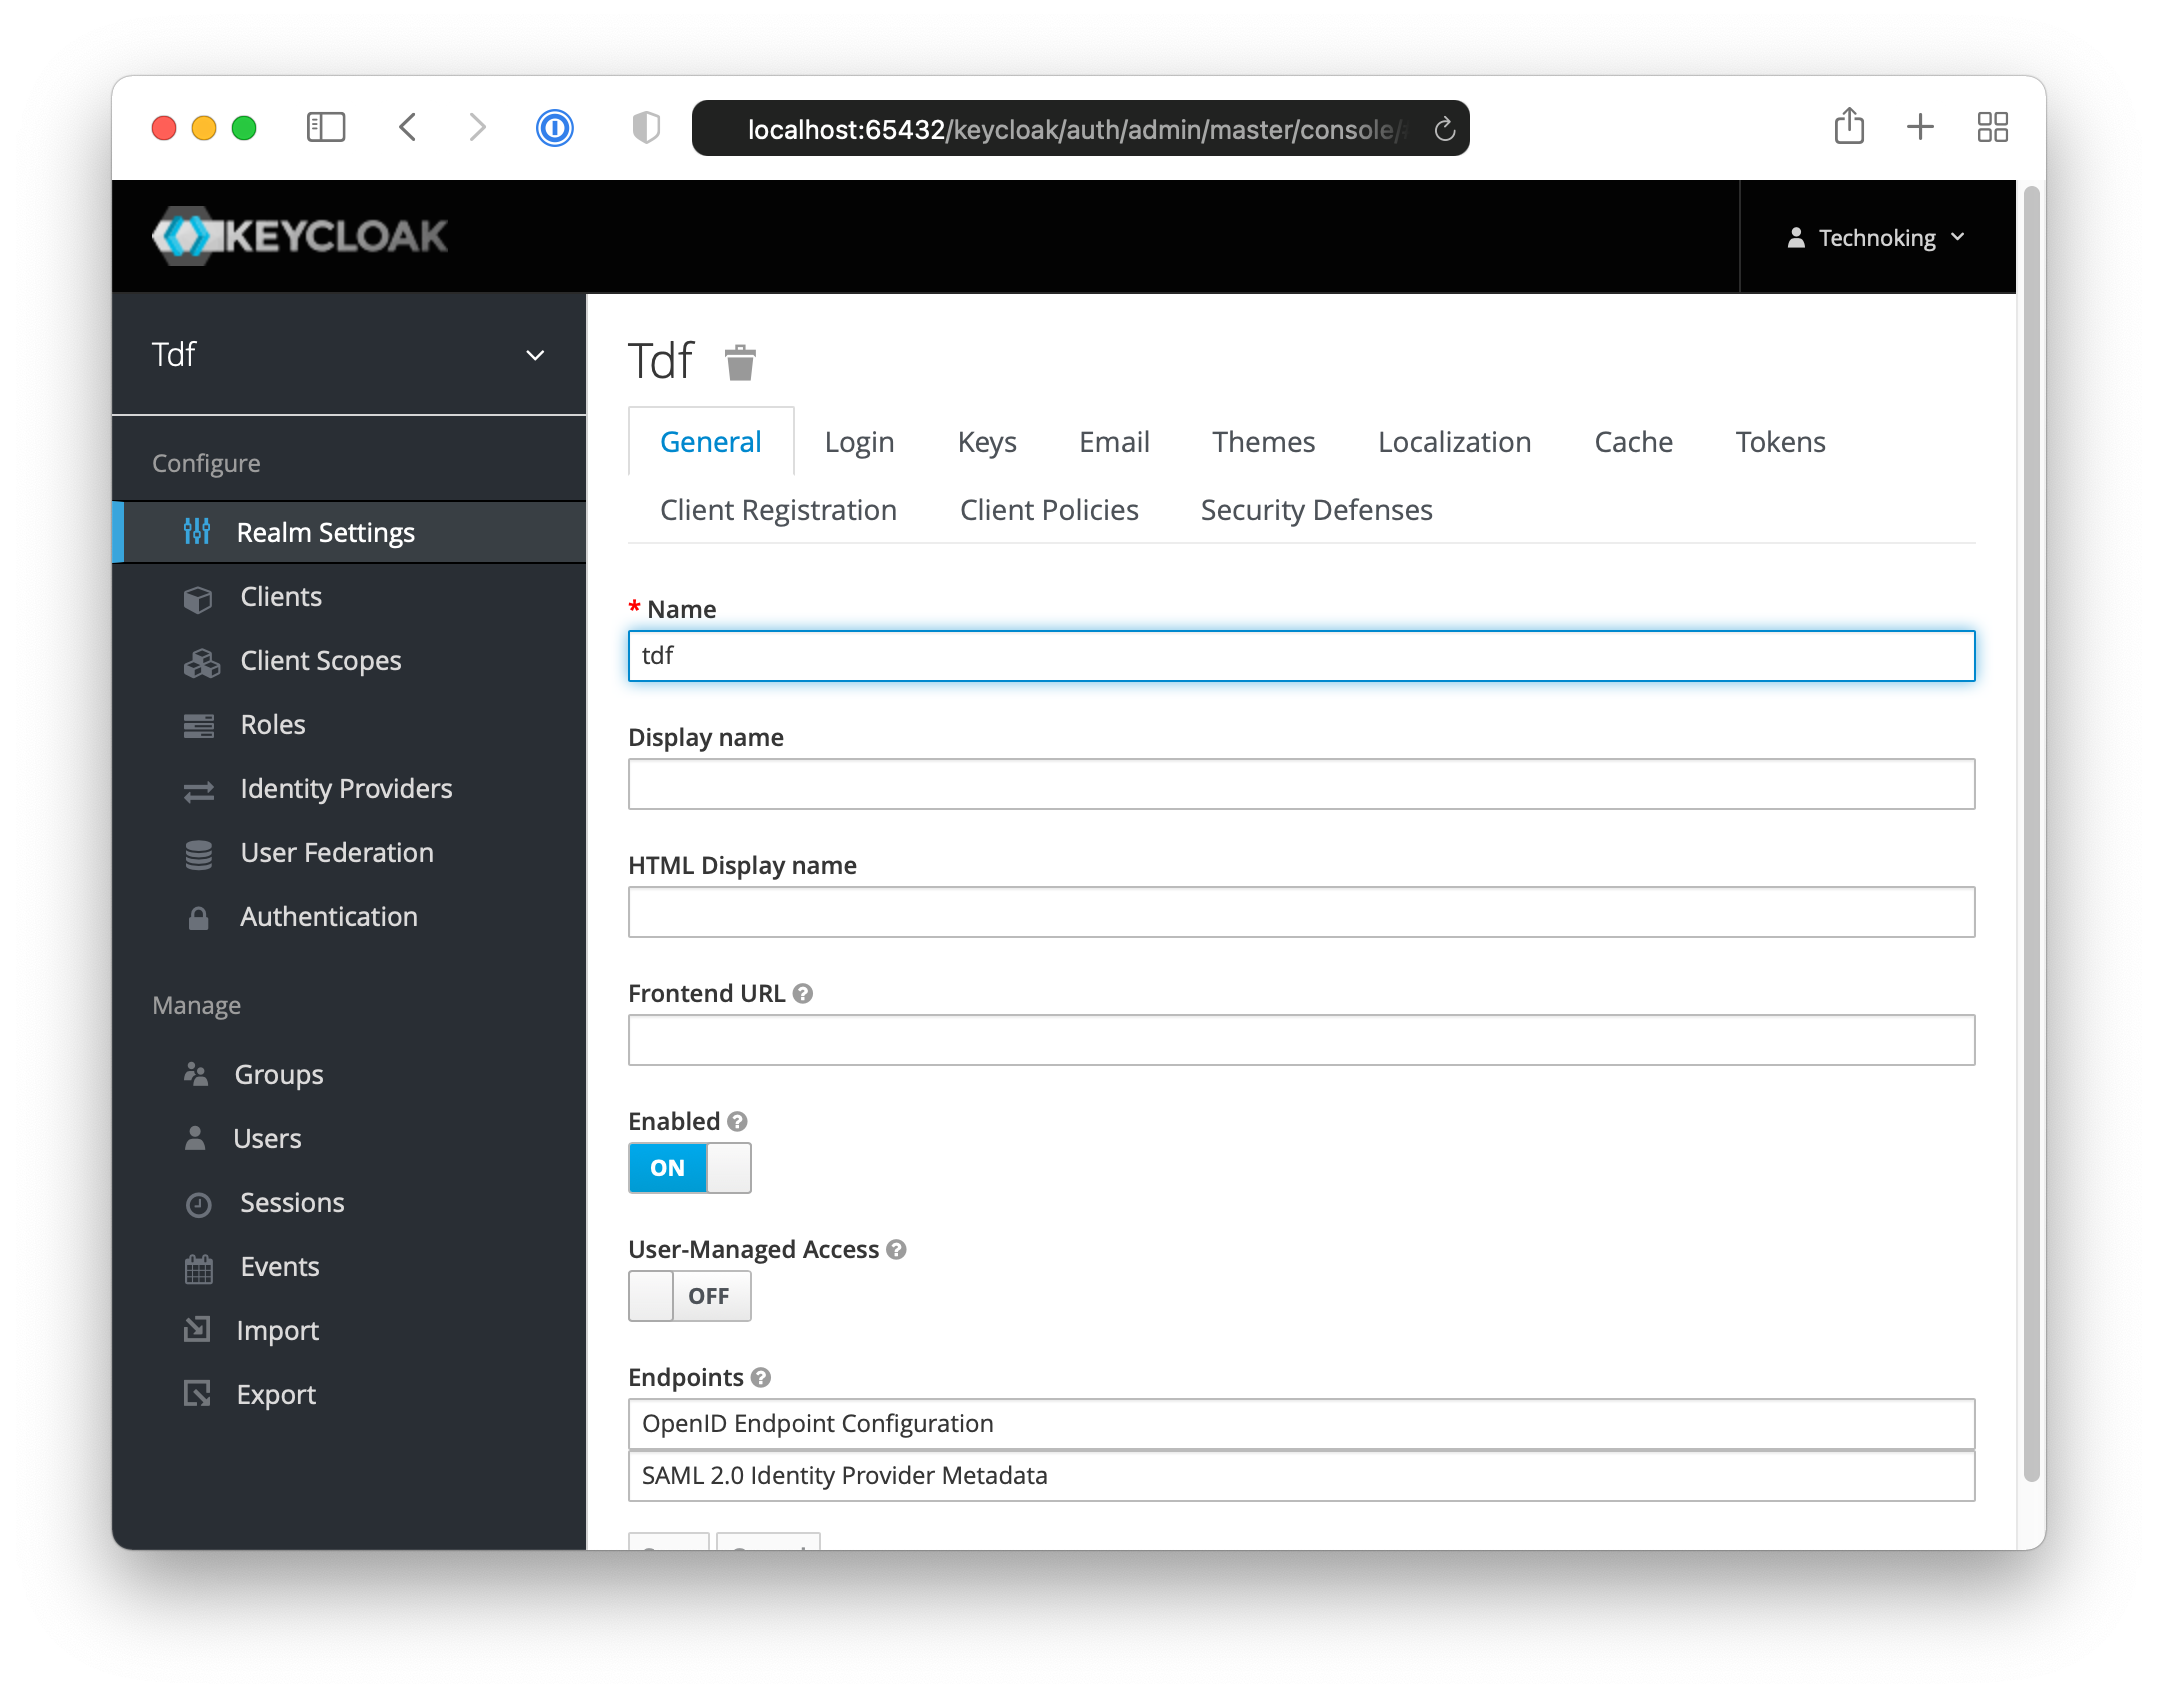 localhost:65432/keycloak/auth/admin/master/console/
KEYCLOAK
Technoking
Tdf
Configure
Realm Settings
Clients
Client Scopes
Roles
Identity Providers
User Federation
Authentication
Manage
Groups
Users
Sessions
Events
Import
Export
Tdf
General Login Keys Email Themes Localization Cache Tokens
Client Registration Client Policies Security Defenses
* Name
tdf
Display name
HTML Display name
Frontend URL ?
Enabled ?
ON
User-Managed Access ?
OFF
Endpoints ?
OpenID Endpoint Configuration
SAML 2.0 Identity Provider Metadata